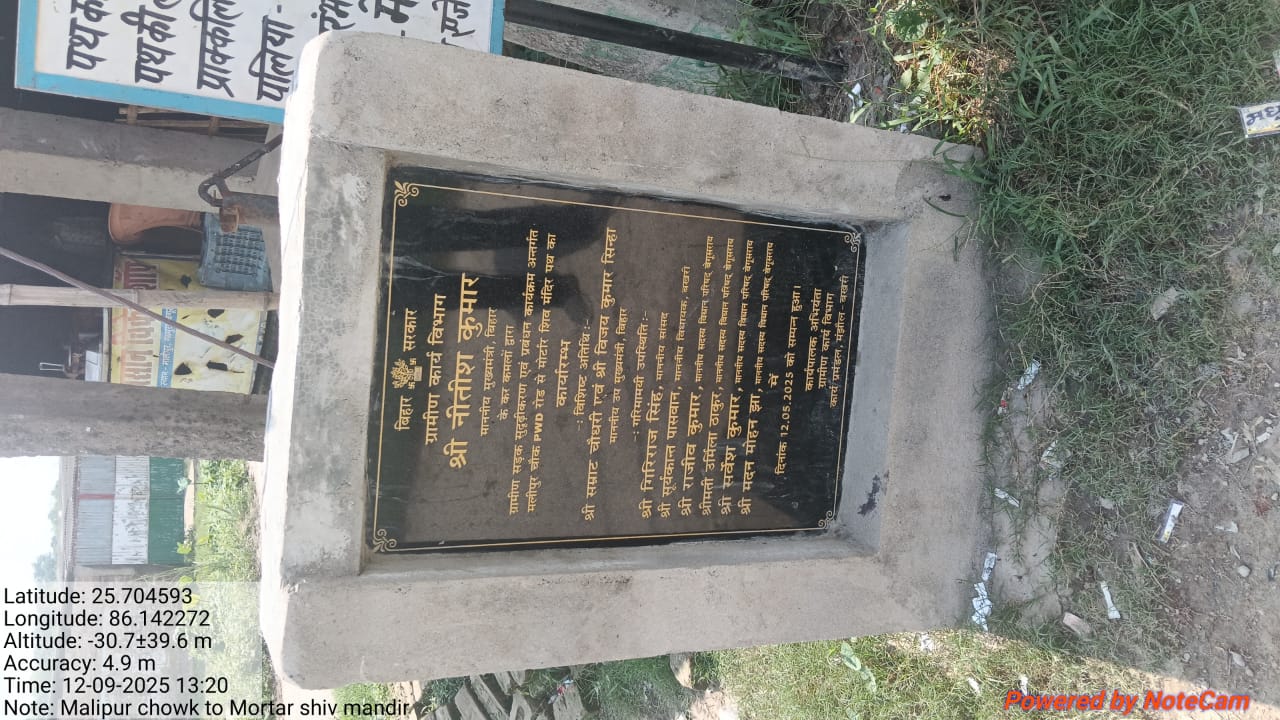 बिहार सरकार
ग्रामीण कार्य विभाग
श्री नीतीश कुमार
माननीय मुख्यमंत्री, बिहार
के कर कमलों द्वारा
ग्रामीण सड़क सुदृढ़ीकरण एवं प्रबंधन कार्यक्रम अन्तर्गत
मलीपुर चौक PWD रोड से मोर्टार शिव मंदिर पथ का
कार्यारम्भ
-: विशिष्ट अतिथि :-
श्री सम्राट चौधरी एवं श्री विजय कुमार सिन्हा
माननीय उप मुख्यमंत्री, बिहार
-: गरिमामयी उपस्थिति:-
श्री गिरिराज सिंह, माननीय सांसद
श्री सूर्यकान्त पासवान, माननीय विधायक, बखरी
श्री राजीव कुमार, माननीय सदस्य विधान परिषद् बेगूसराय
श्रीमती उर्मिला ठाकुर, माननीय सदस्य विधान परिषद् बेगूसराय
श्री सर्वेश कुमार, माननीय सदस्य विधान परिषद् बेगूसराय
श्री मदन मोहन झा, माननीय सदस्य विधान परिषद् बेगूसराय
में
दिनांक 12.05.2025 को सम्पन्न हुआ।
कार्यपालक अभियंता
ग्रामीण कार्य विभाग
कार्य प्रमंडल, मंझौल-बखरी
पथ क
पथ की ल
प्राक्कलि
पुलिया -
Latitude: 25.704593
Longitude: 86.142272
Altitude: -30.7±39.6 m
Accuracy: 4.9 m
Time: 12-09-2025 13:20
Note: Malipur chowk to Mortar shiv mandir
Powered by NoteCam